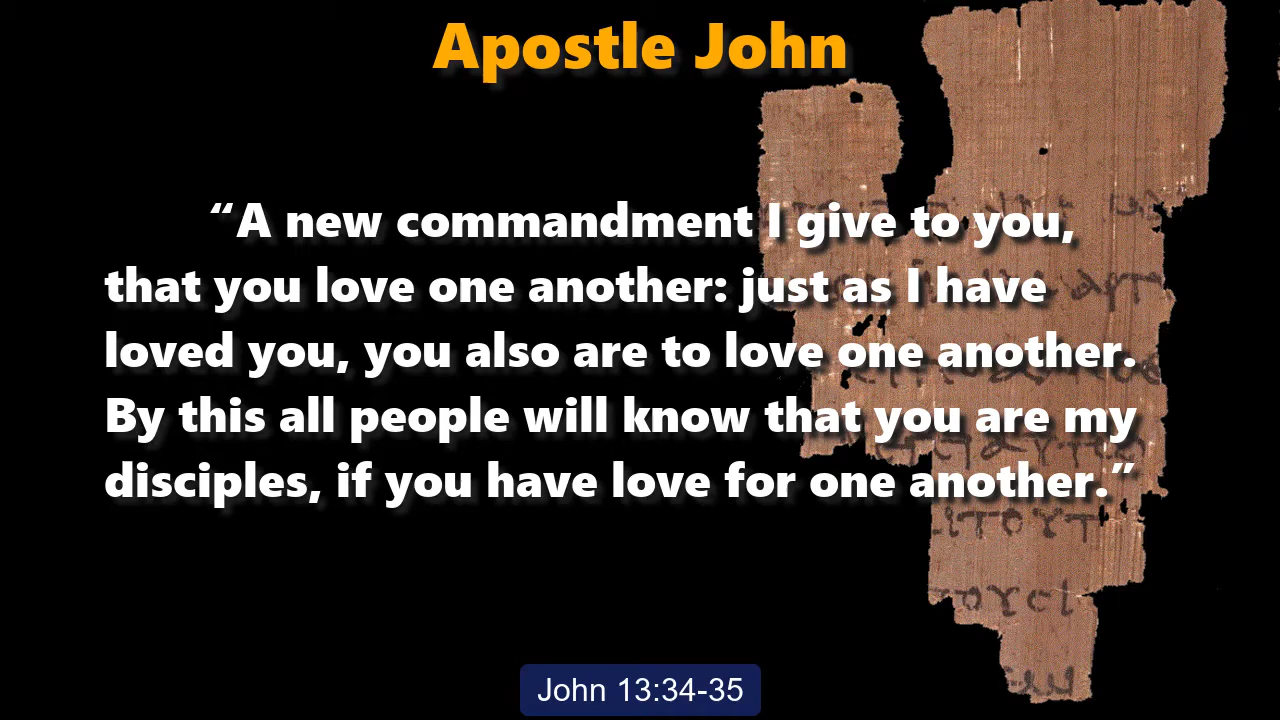 Apostle John
“A new commandment I give to you,
that you love one another: just as I have
loved you, you also are to love one another.
By this all people will know that you are my
disciples, if you have love for one another.”
ΙΤΟΥΤ
ΤΟΥϹΙ
John 13:34-35